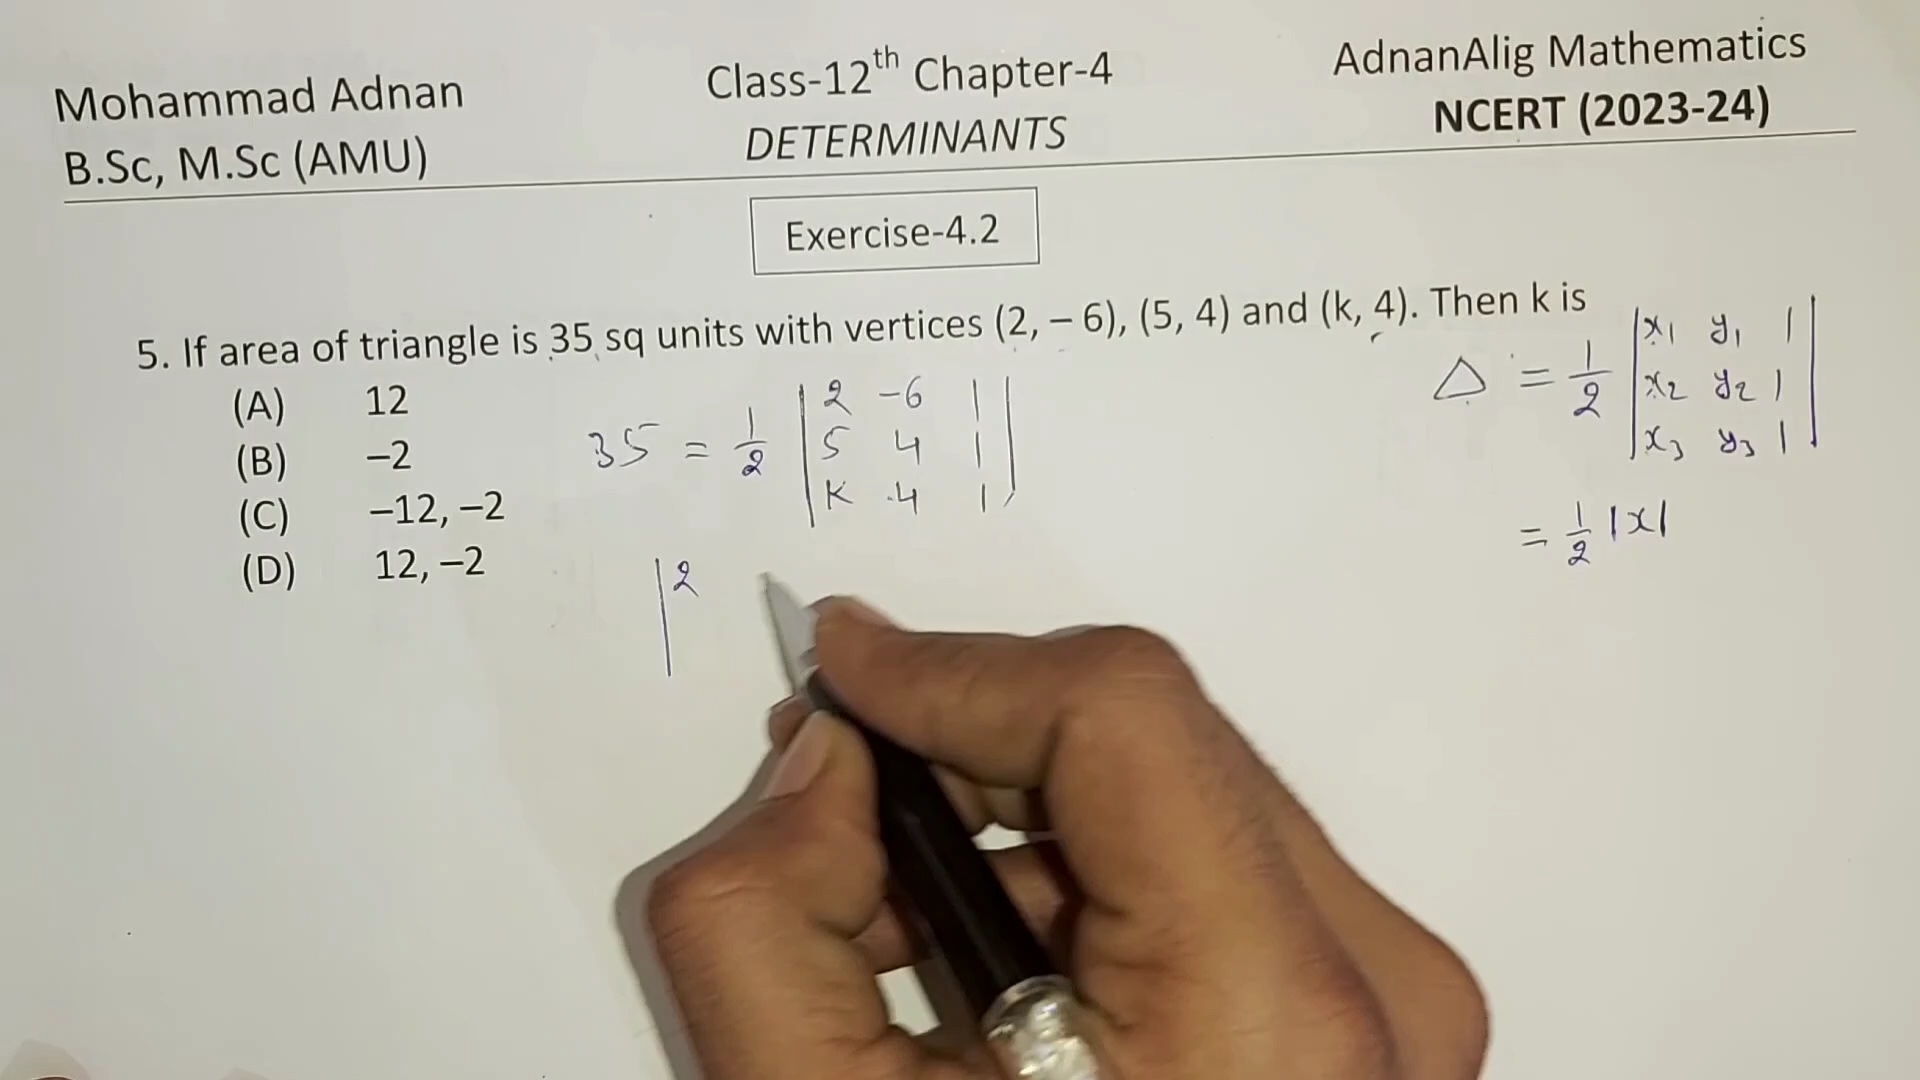 Mohammad Adnan
B.Sc, M.Sc (AMU)
Class-12th Chapter-4
DETERMINANTS
AdnanAlig Mathematics
NCERT (2023-24)
Exercise-4.2
5. If area of triangle is 35 sq units with vertices (2, – 6), (5, 4) and (k, 4). Then k is
(A) 12
(B) –2
(C) –12, –2
(D) 12, –2
35 = 1/2 | 2 -6 1 |
| 5 4 1 |
| K 4 1 |
| 2
△ = 1/2 | x1 y1 1 |
| x2 y2 1 |
| x3 y3 1 |
= 1/2 |x|